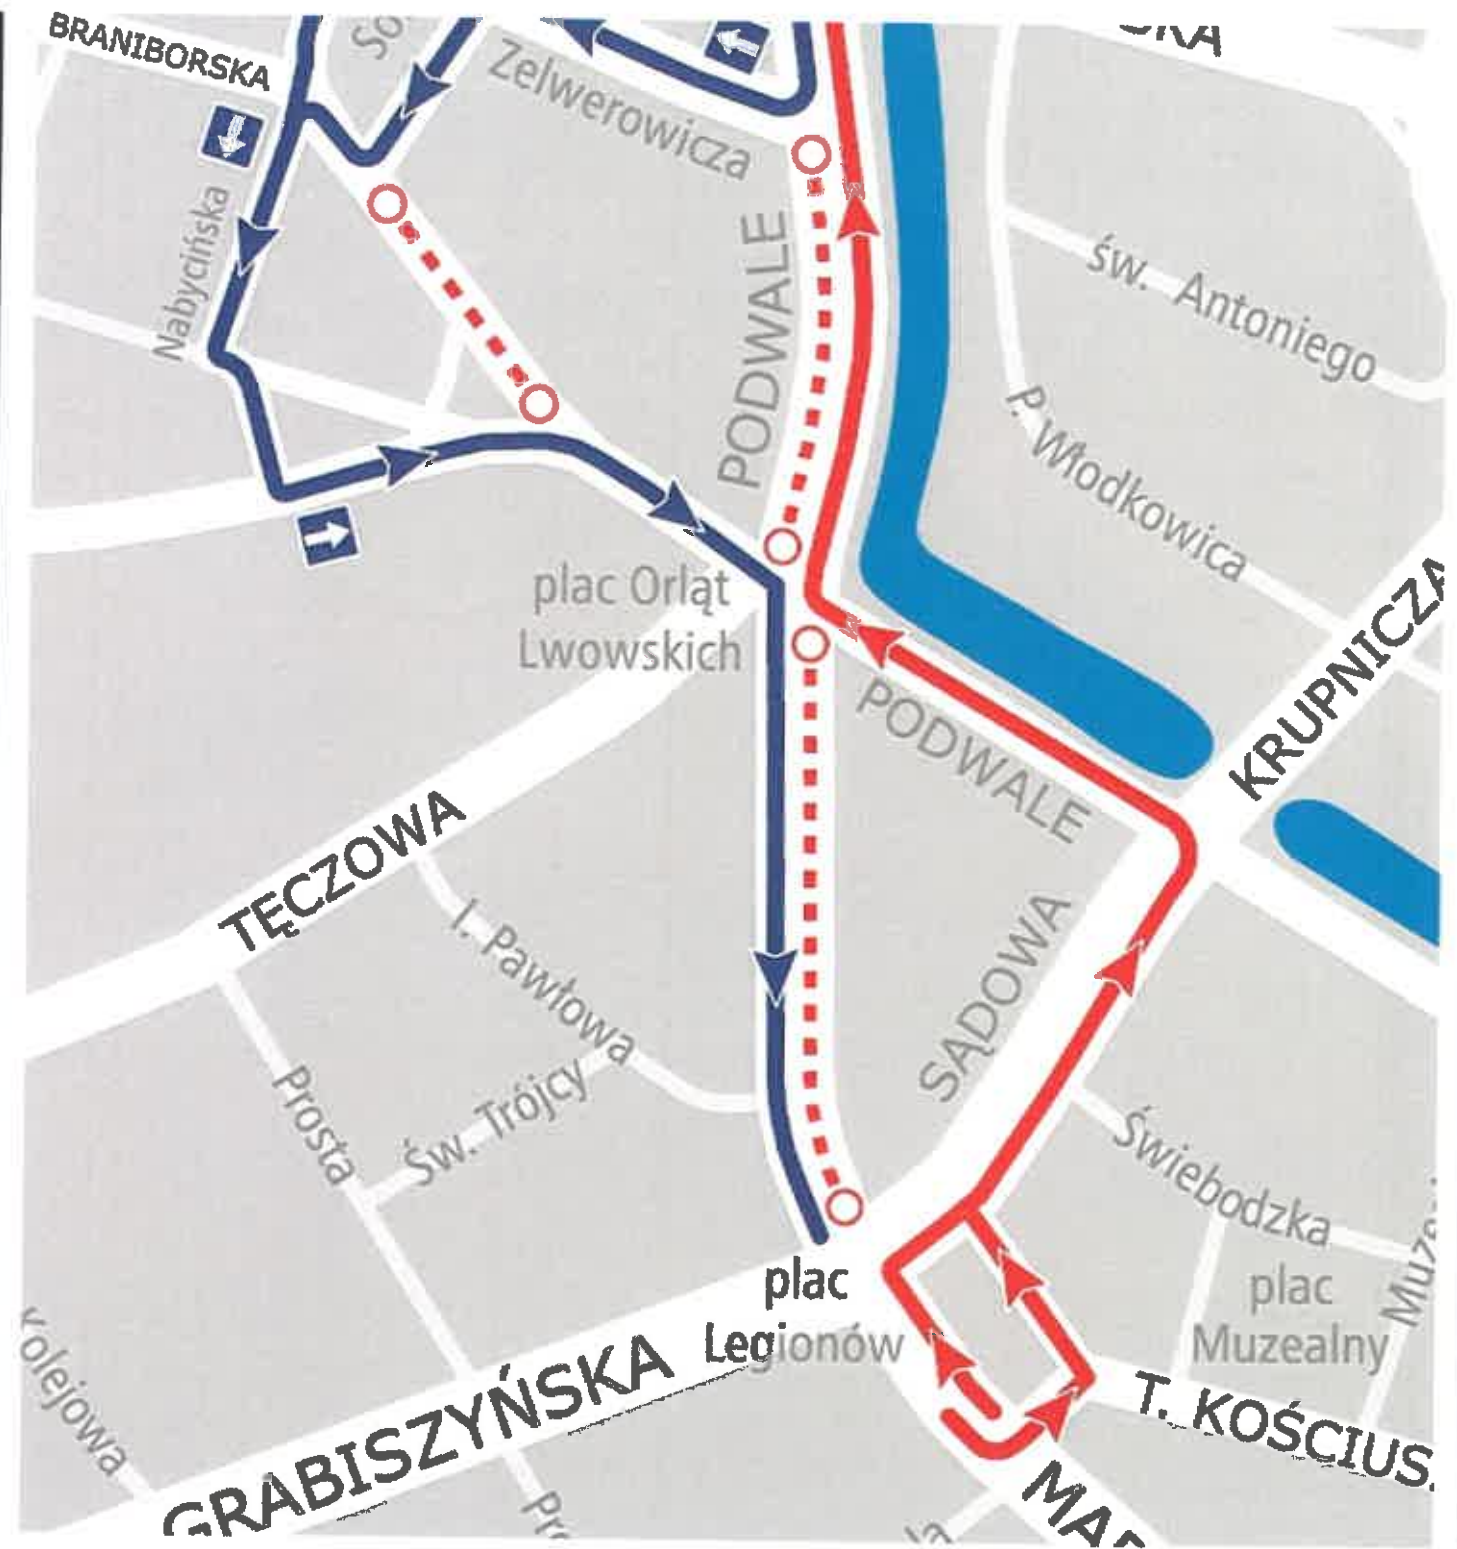 BRANIBORSKA
Zelwerowicza
Nabycińska
PODWALE
św. Antoniego
P. Włodkowica
plac Orląt
Lwowskich
PODWALE
KRUPNICZA
TĘCZOWA
I. Pawłowa
SĄDOWA
Prosta
Św. Trójcy
Świebodzka
plac
Legionów
plac
Muzealny
GRABISZYŃSKA
T. KOŚCIUS